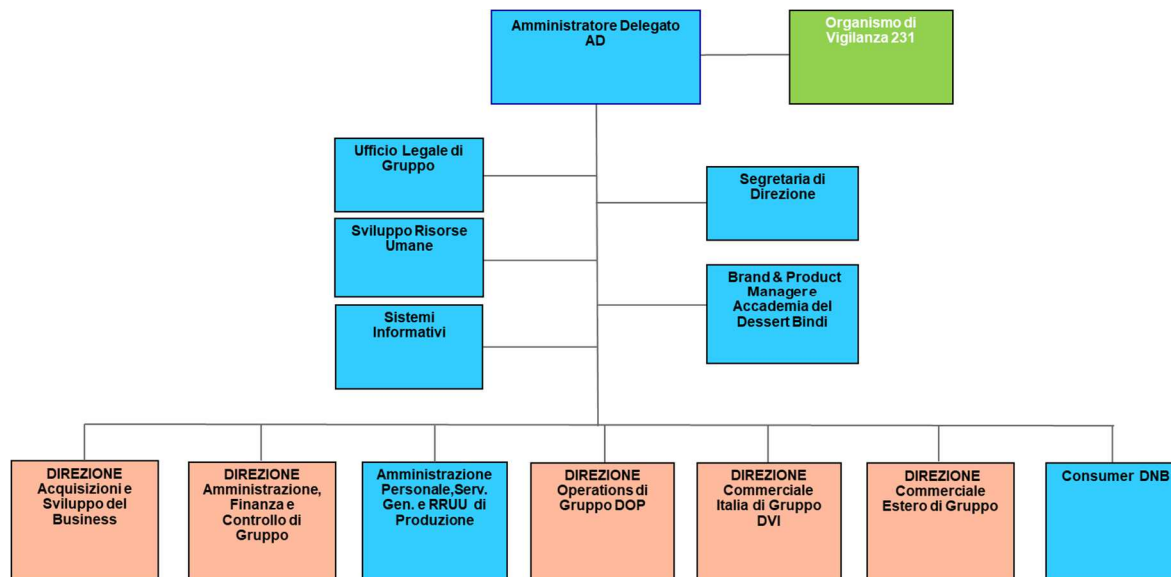 Amministratore Delegato
AD
Organismo di
Vigilanza 231
Ufficio Legale di
Gruppo
Segretaria di
Direzione
Sviluppo Risorse
Umane
Brand & Product
Manager e
Accademia del
Dessert Bindi
Sistemi
Informativi
DIREZIONE
Acquisizioni e
Sviluppo del
Business
DIREZIONE
Amministrazione,
Finanza e
Controllo di
Gruppo
Amministrazione
Personale,Serv.
Gen. e RRUU di
Produzione
DIREZIONE
Operations di
Gruppo DOP
DIREZIONE
Commerciale
Italia di Gruppo
DVI
DIREZIONE
Commerciale
Estero di Gruppo
Consumer DNB